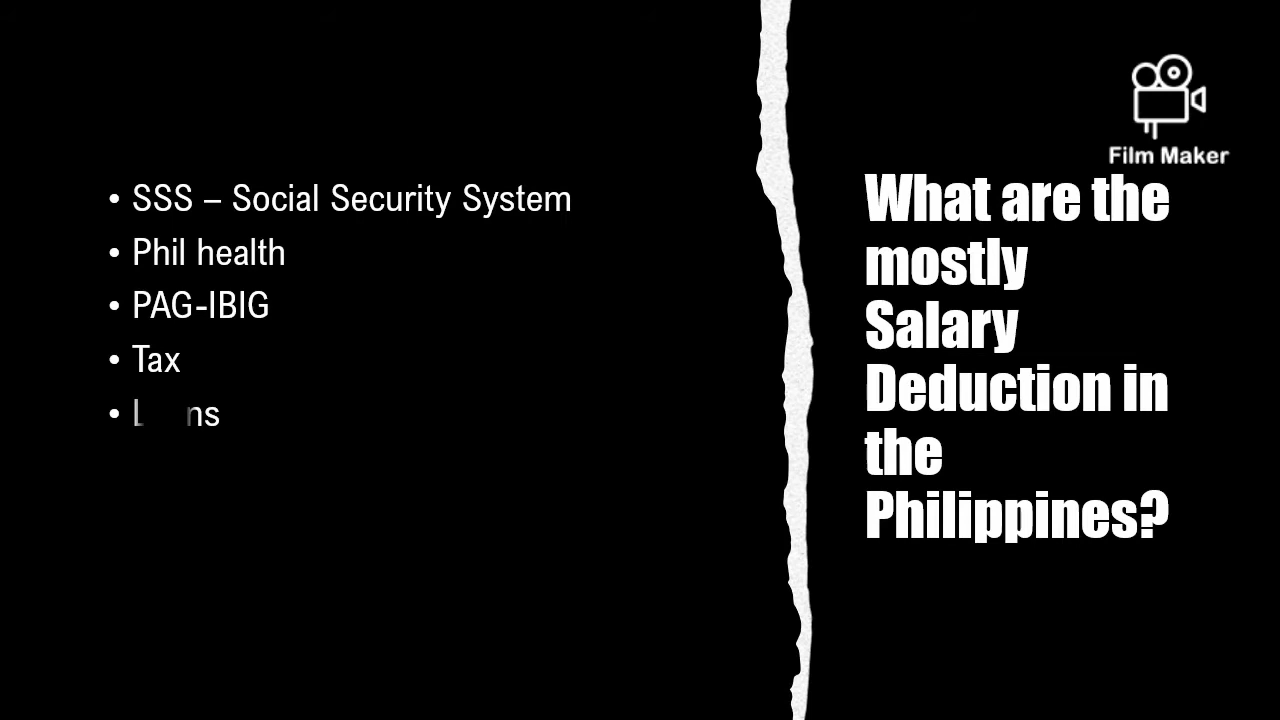 • SSS – Social Security System
• Phil health
• PAG-IBIG
• Tax
Film Maker
What are the
mostly
Salary
Deduction in
the
Philippines?